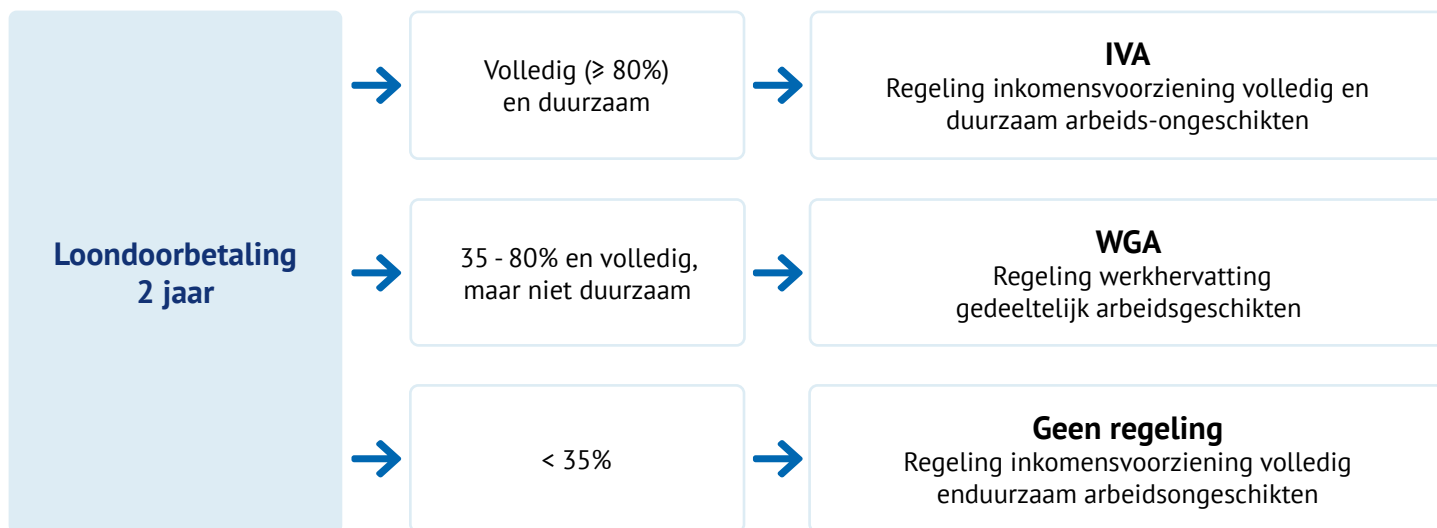 Loondoorbetaling
2 jaar
Volledig (≥ 80%)
en duurzaam
IVA
Regeling inkomensvoorziening volledig en
duurzaam arbeids-ongeschikten
35 - 80% en volledig,
maar niet duurzaam
WGA
Regeling werkhervatting
gedeeltelijk arbeidsgeschikten
< 35%
Geen regeling
Regeling inkomensvoorziening volledig
enduurzaam arbeidsongeschikten